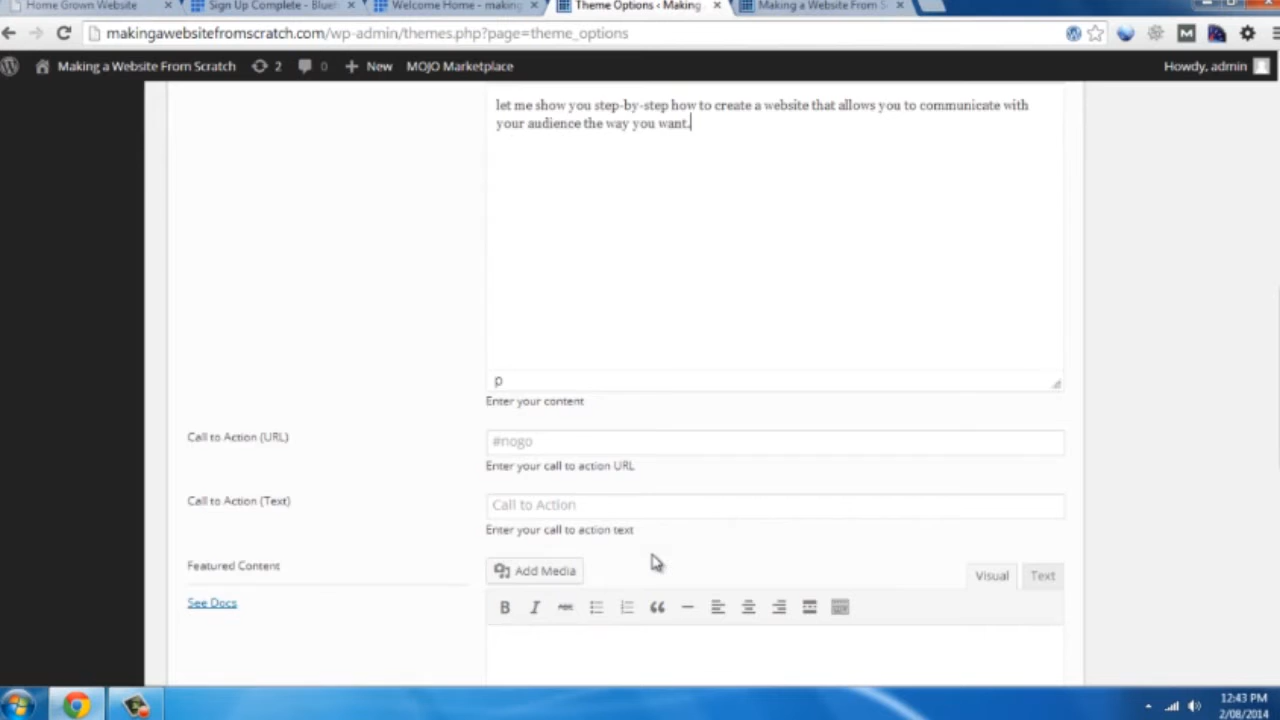 Home Grown Website
Sign Up Complete - Blueh
Welcome Home - making
Theme Options ‹ Making
Making a Website From S
makingawebsitefromscratch.com/wp-admin/themes.php?page=theme_options
Making a Website From Scratch 2 0 New MOJO Marketplace Howdy, admin
let me show you step-by-step how to create a website that allows you to communicate with
your audience the way you want.
p
Enter your content
Call to Action (URL)
#nogo
Enter your call to action URL
Call to Action (Text)
Call to Action
Enter your call to action text
Featured Content
Add Media
Visual Text
See Docs
B I ABC
12:43 PM
2/08/2014